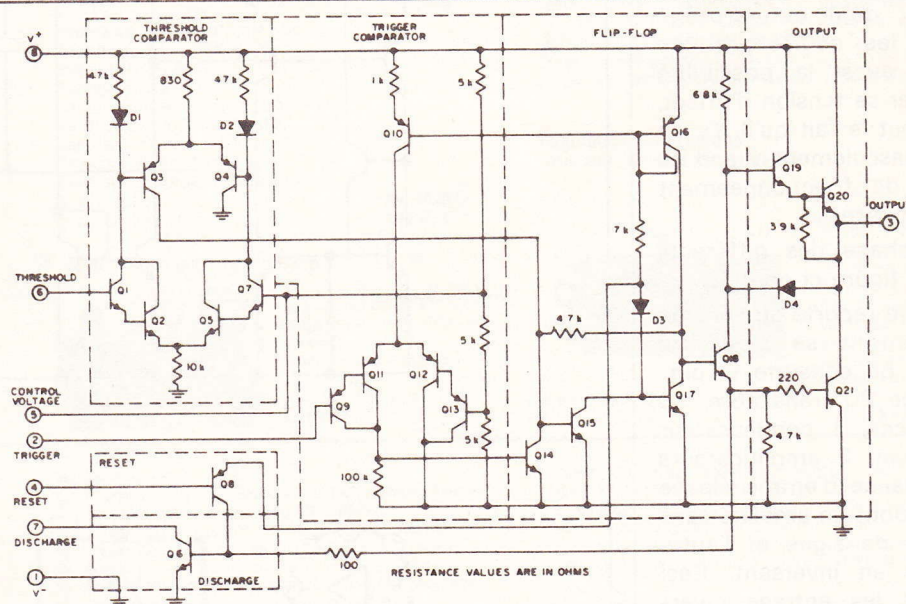 THRESHOLD
COMPARATOR
TRIGGER
COMPARATOR
FLIP-FLOP
OUTPUT
V+
8
4.7k
830
4.7k
1k
5k
6.8k
D1
D2
Q3
Q4
Q10
Q16
Q19
Q20
OUTPUT
3
3.9k
7k
THRESHOLD
6
Q1
Q2
Q5
Q7
10k
4.7k
D3
D4
5k
Q18
CONTROL
VOLTAGE
5
Q11
Q12
Q9
Q13
5k
Q17
220
Q21
2
TRIGGER
Q15
Q14
4.7k
100k
RESET
4
RESET
Q8
7
DISCHARGE
Q6
100
1
V-
DISCHARGE
RESISTANCE VALUES ARE IN OHMS